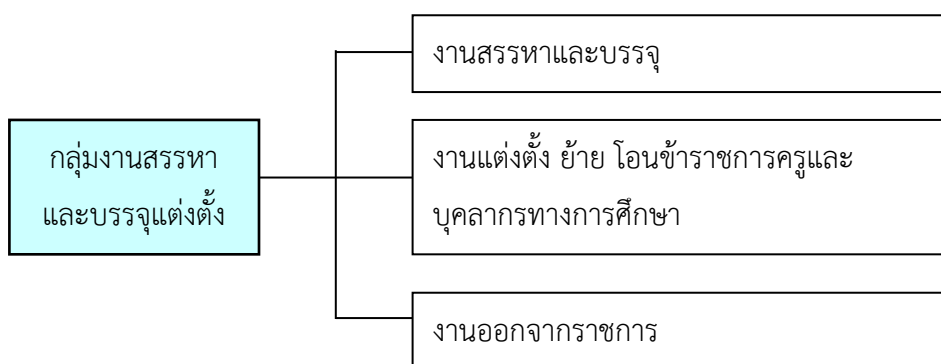 กลุ่มงานสรรหา
และบรรจุแต่งตั้ง
งานสรรหาและบรรจุ
งานแต่งตั้ง ย้าย โอนข้าราชการครูและ
บุคลากรทางการศึกษา
งานออกจากราชการ